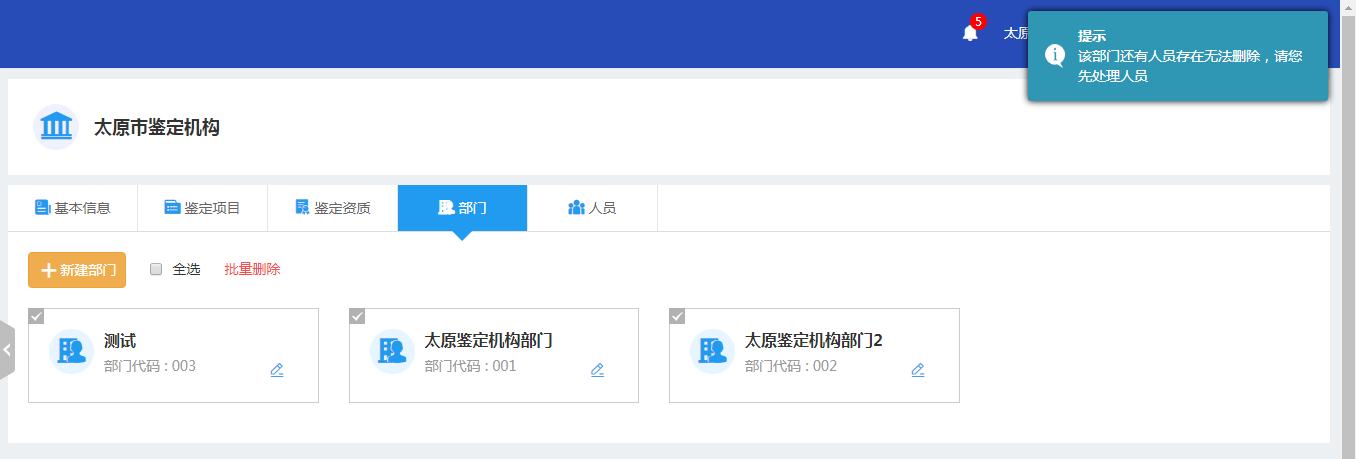 5
太原
提示
该部门还有人员存在无法删除，请您
先处理人员
太原市鉴定机构
基本信息
鉴定项目
鉴定资质
部门
人员
新建部门
全选
批量删除
测试
部门代码 : 003
太原鉴定机构部门
部门代码 : 001
太原鉴定机构部门2
部门代码 : 002